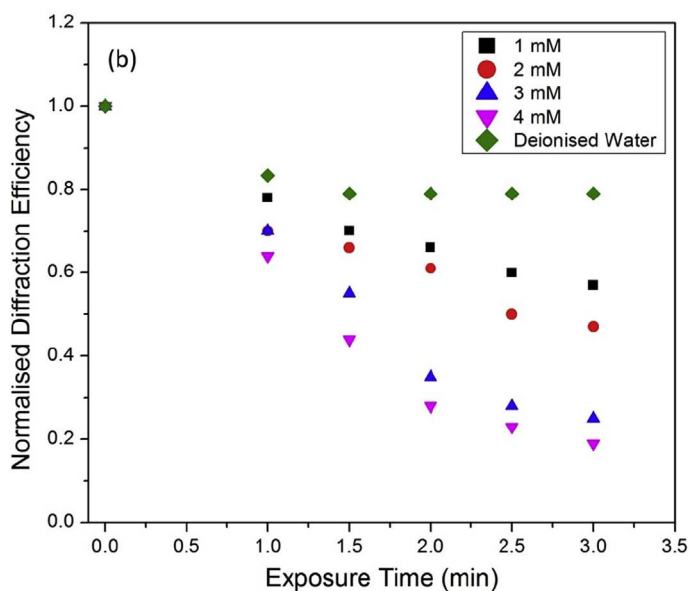 (b)
1 mM
2 mM
3 mM
4 mM
Deionised Water
Normalised Diffraction Efficiency
1.2
1.0
0.8
0.6
0.4
0.2
0.0
0.0 0.5 1.0 1.5 2.0 2.5 3.0 3.5
Exposure Time (min)